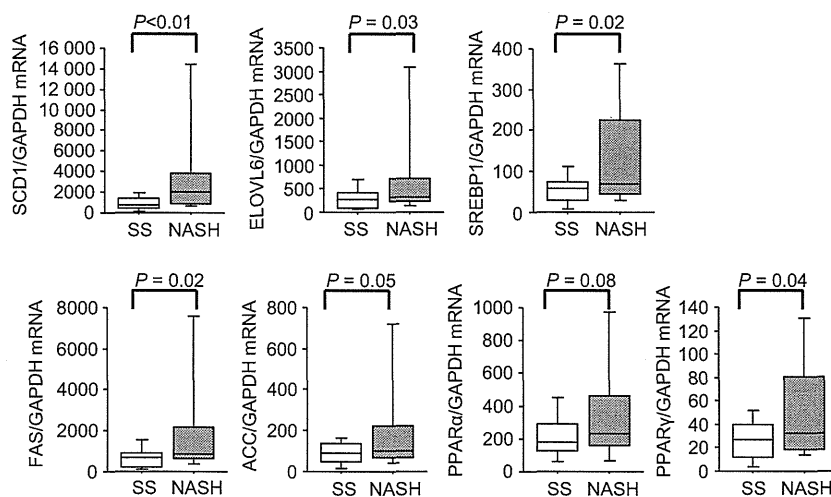 P<0.01
SCD1/GAPDH mRNA
16 000
14 000
12 000
10 000
8000
6000
4000
2000
0
SS NASH
P = 0.03
ELOVL6/GAPDH mRNA
3500
3000
2500
2000
1500
1000
500
0
SS NASH
P = 0.02
SREBP1/GAPDH mRNA
400
300
200
100
0
SS NASH
P = 0.02
FAS/GAPDH mRNA
8000
6000
4000
2000
0
SS NASH
P = 0.05
ACC/GAPDH mRNA
800
600
400
200
0
SS NASH
P = 0.08
PPARα/GAPDH mRNA
1000
800
600
400
200
0
SS NASH
P = 0.04
PPARγ/GAPDH mRNA
140
120
100
80
60
40
20
0
SS NASH